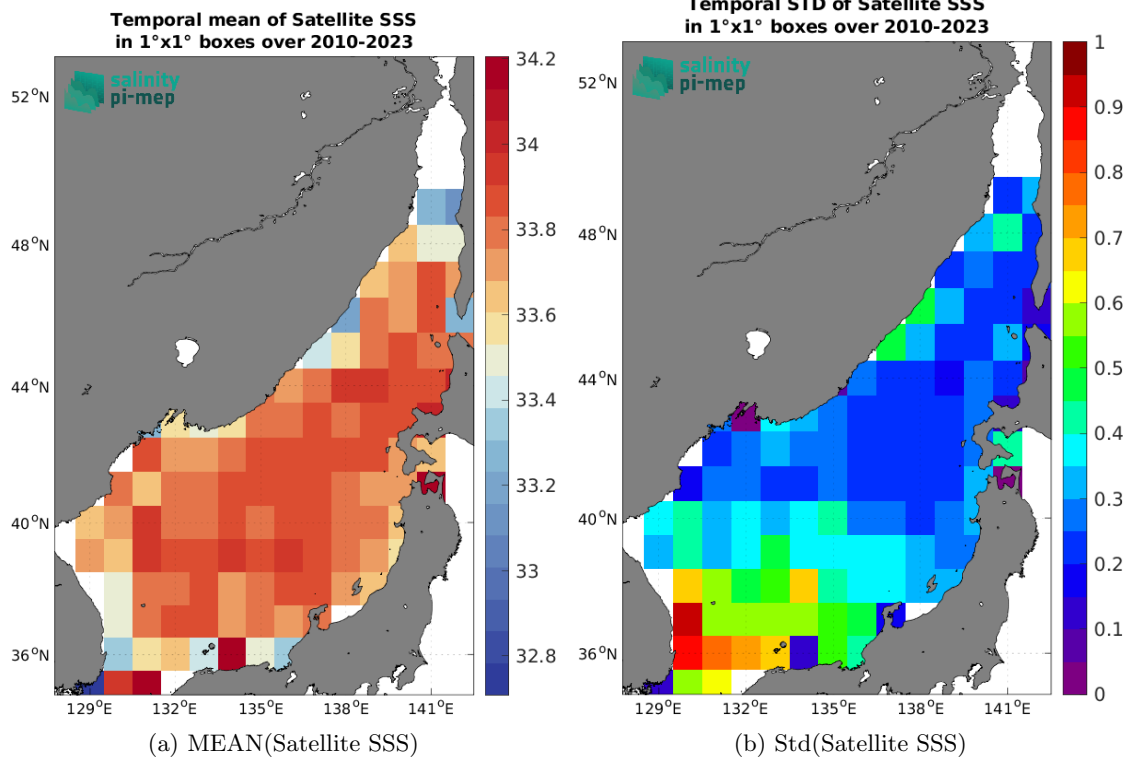 Temporal mean of Satellite SSS
in 1°x1° boxes over 2010-2023
salinity
pi-mep
52°N
48°N
44°N
40°N
36°N
129°E
132°E
135°E
138°E
141°E
34.2
34
33.8
33.6
33.4
33.2
33
32.8
(a) MEAN(Satellite SSS)
Temporal STD of Satellite SSS
in 1°x1° boxes over 2010-2023
salinity
pi-mep
52°N
48°N
44°N
40°N
36°N
129°E
132°E
135°E
138°E
141°E
1
0.9
0.8
0.7
0.6
0.5
0.4
0.3
0.2
0.1
0
(b) Std(Satellite SSS)